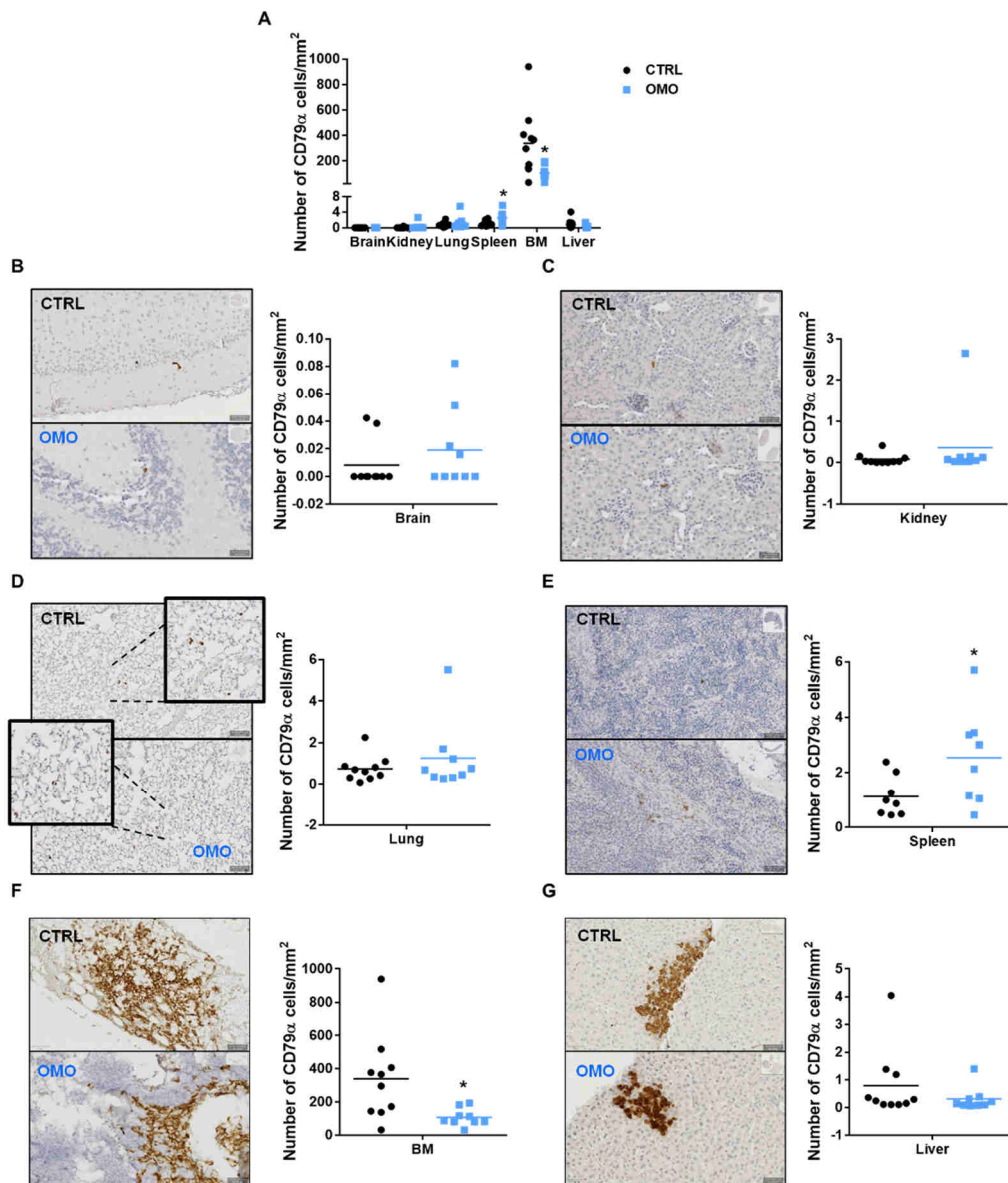 A
Number of CD79α cells/mm²
1000
800
600
400
200
8
4
0
Brain Kidney Lung Spleen BM Liver
*
*
CTRL
OMO
B
CTRL
OMO
Number of CD79α cells/mm²
0.10
0.08
0.06
0.04
0.02
0.00
-0.02
Brain
C
CTRL
OMO
Number of CD79α cells/mm²
3
2
1
0
-1
Kidney
D
CTRL
OMO
Number of CD79α cells/mm²
6
4
2
0
-2
Lung
E
CTRL
OMO
Number of CD79α cells/mm²
6
4
2
0
*
Spleen
F
CTRL
OMO
Number of CD79α cells/mm²
1000
800
600
400
200
0
*
BM
G
CTRL
OMO
Number of CD79α cells/mm²
5
4
3
2
1
0
-1
Liver